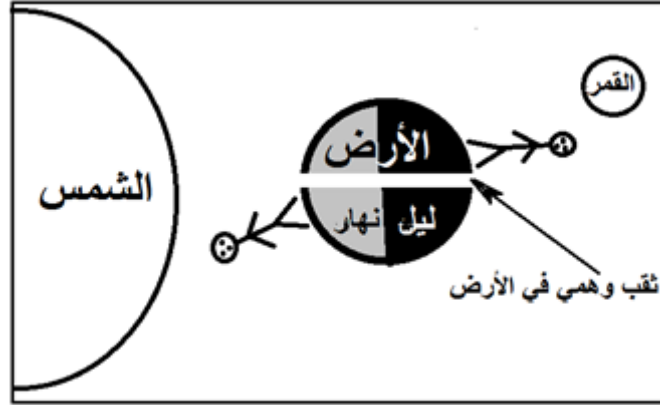 القمر
الأرض
الشمس
نهار
ليل
ثقب وهمي في الأرض